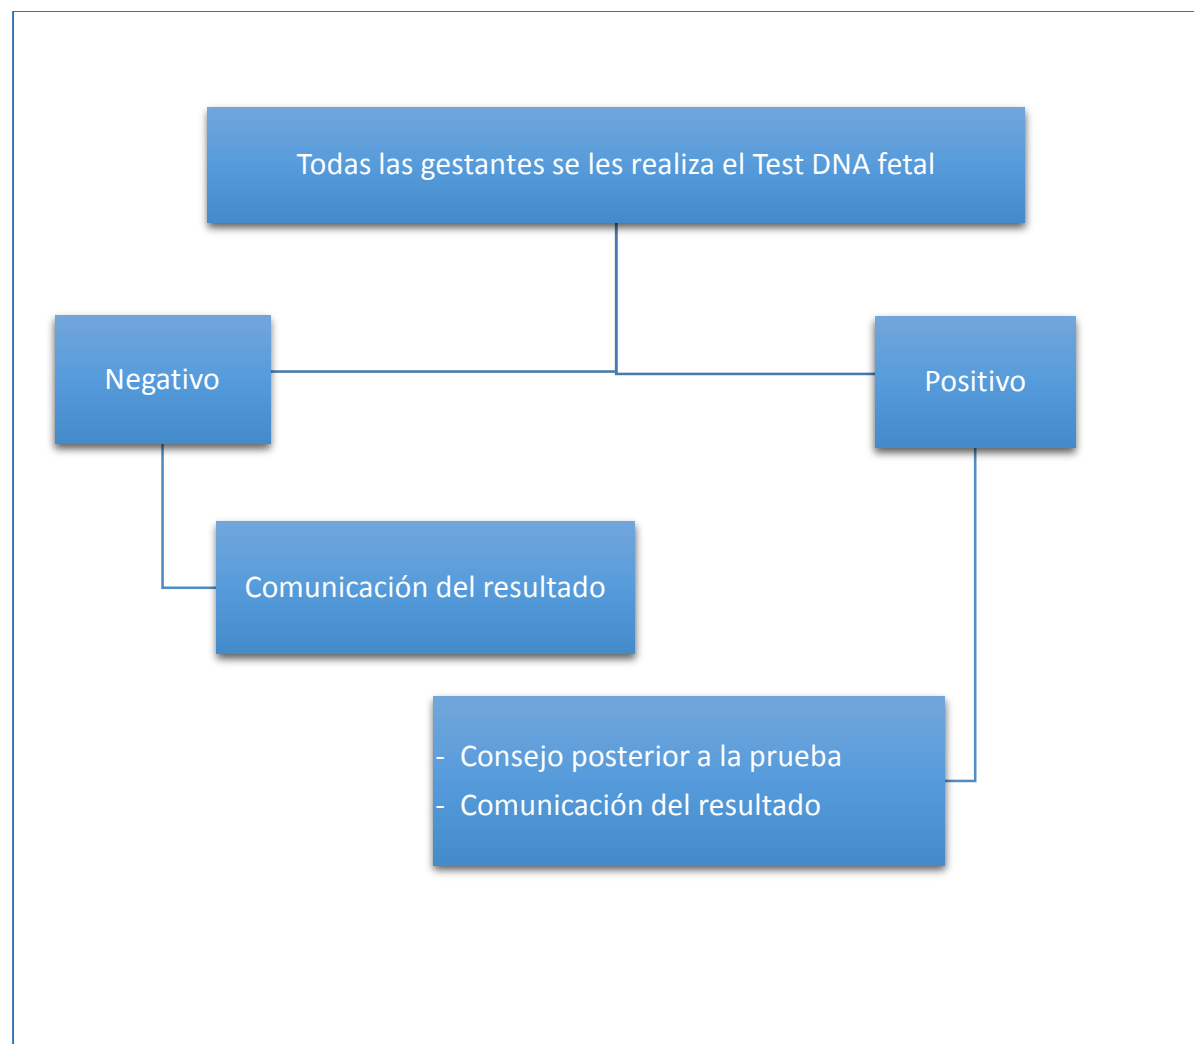 Todas las gestantes se les realiza el Test DNA fetal
Negativo
Positivo
Comunicación del resultado
- Consejo posterior a la prueba
- Comunicación del resultado